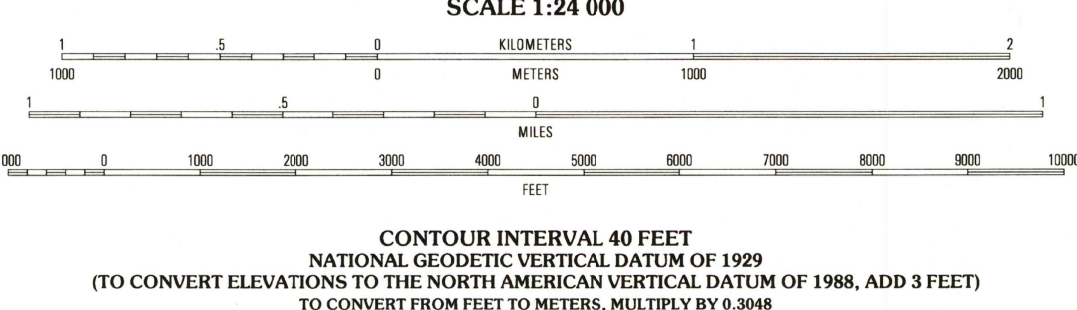 SCALE 1:24 000
1 .5 0 KILOMETERS 1 2
1000 0 METERS 1000 2000
1 .5 0 1
MILES
000 0 1000 2000 3000 4000 5000 6000 7000 8000 9000 10000
FEET
CONTOUR INTERVAL 40 FEET
NATIONAL GEODETIC VERTICAL DATUM OF 1929
(TO CONVERT ELEVATIONS TO THE NORTH AMERICAN VERTICAL DATUM OF 1988, ADD 3 FEET)
TO CONVERT FROM FEET TO METERS, MULTIPLY BY 0.3048